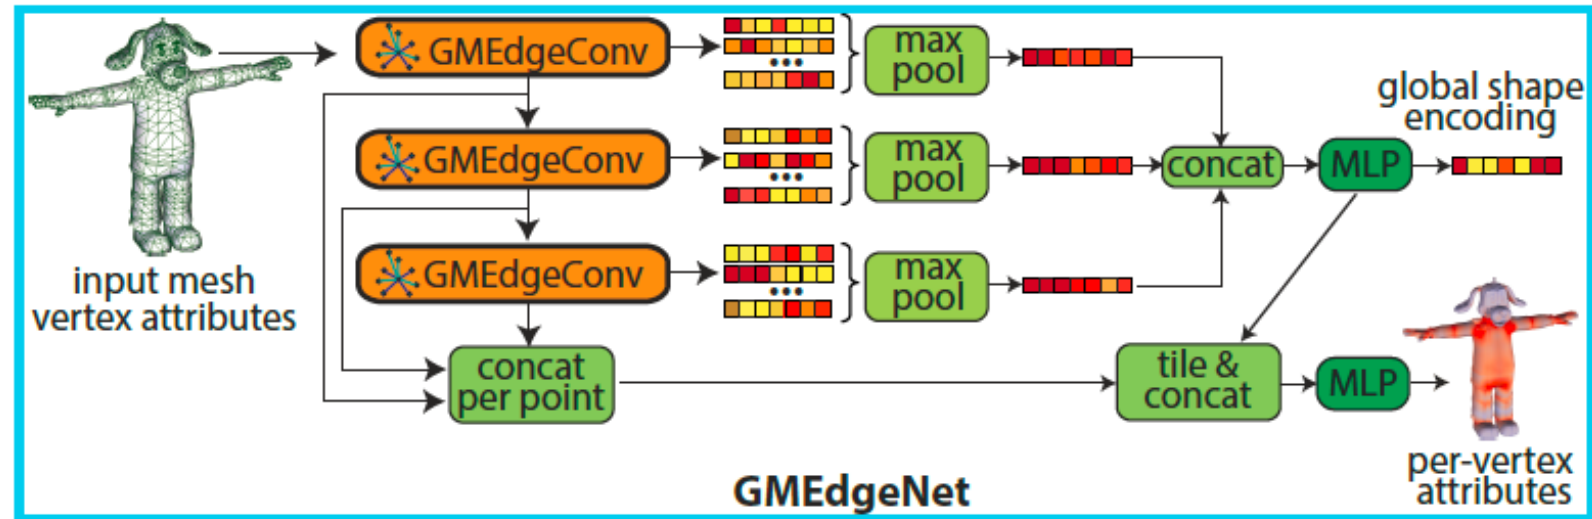 GMEdgeConv
max
pool
global shape
encoding
GMEdgeConv
max
pool
concat
MLP
input mesh
vertex attributes
GMEdgeConv
max
pool
concat
per point
tile &
concat
MLP
per-vertex
attributes
GMEdgeNet